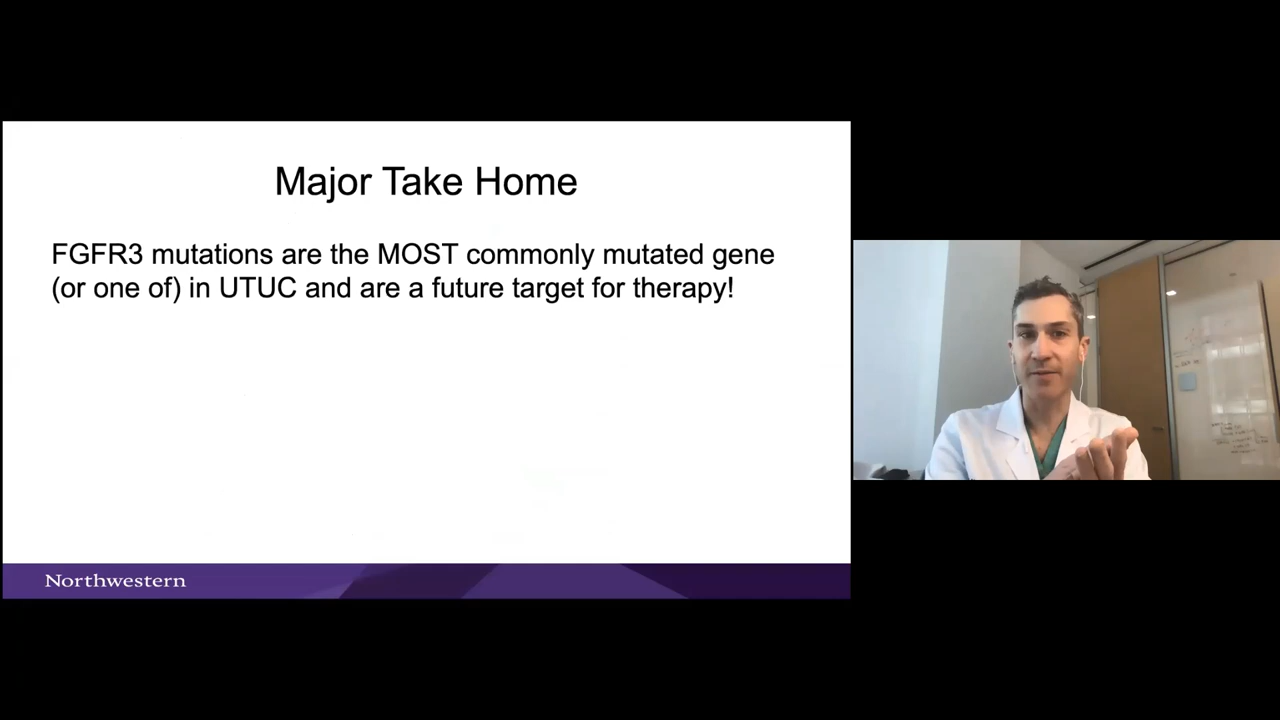 Major Take Home
FGFR3 mutations are the MOST commonly mutated gene
(or one of) in UTUC and are a future target for therapy!
Northwestern